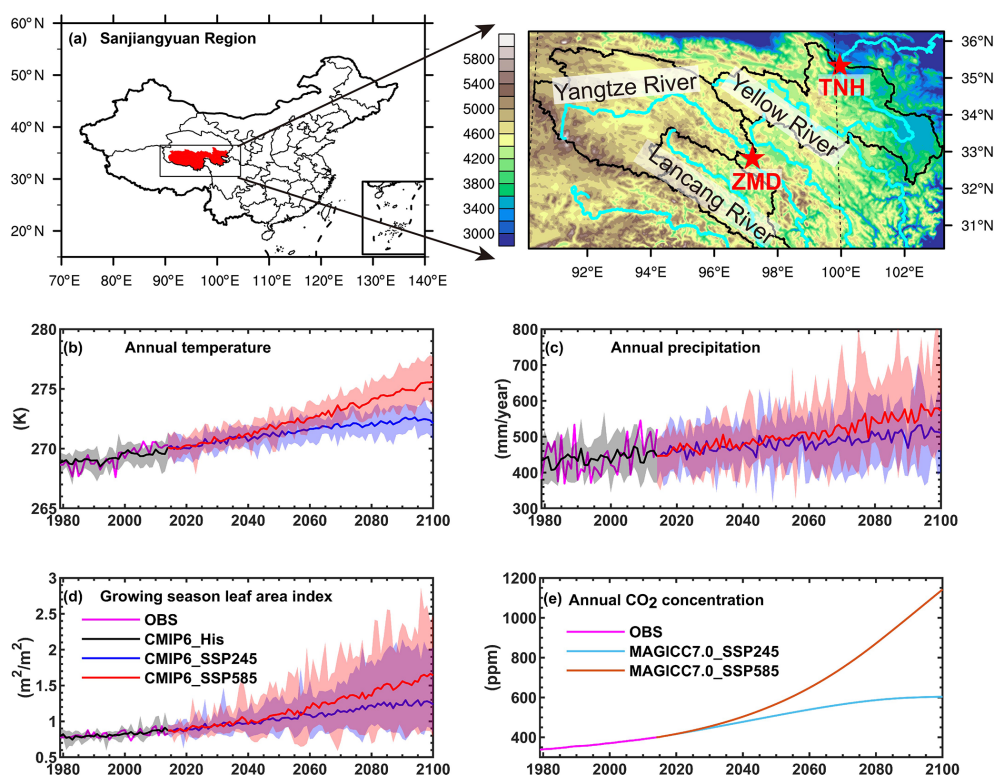 (a) Sanjiangyuan Region
60° N
50° N
40° N
30° N
20° N
70°E 80°E 90°E 100°E 110°E 120°E 130°E 140°E
5800
5400
5000
4600
4200
3800
3400
3000
Yangtze River
Yellow River
Lancang River
TNH
ZMD
36°N
35°N
34°N
33°N
32°N
31°N
92°E 94°E 96°E 98°E 100°E 102°E
(b) Annual temperature
(K)
280
275
270
265
1980 2000 2020 2040 2060 2080 2100
(c) Annual precipitation
(mm/year)
800
700
600
500
400
300
1980 2000 2020 2040 2060 2080 2100
(d) Growing season leaf area index
OBS
CMIP6_His
CMIP6_SSP245
CMIP6_SSP585
(m²/m²)
3
2.5
2
1.5
1
0.5
1980 2000 2020 2040 2060 2080 2100
(e) Annual CO₂ concentration
OBS
MAGICC7.0_SSP245
MAGICC7.0_SSP585
(ppm)
1200
1000
800
600
400
1980 2000 2020 2040 2060 2080 2100